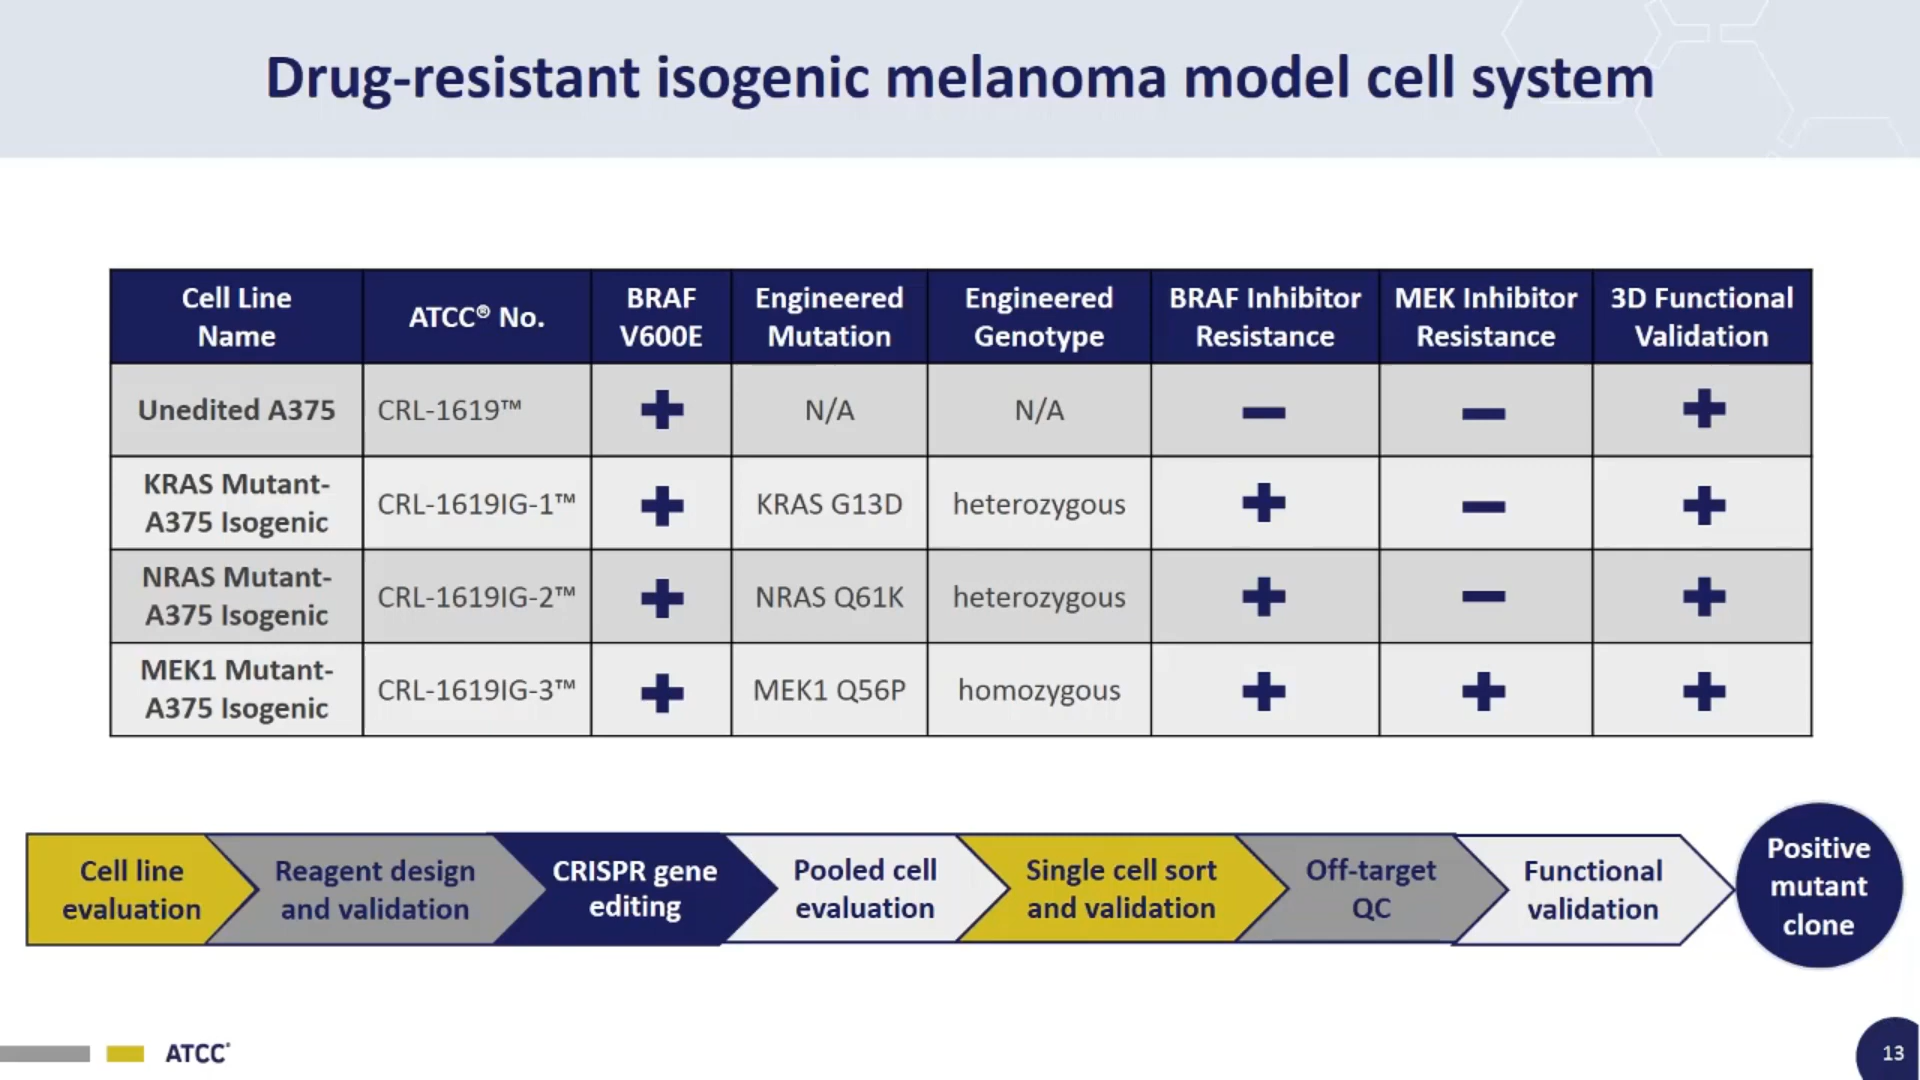 Drug-resistant isogenic melanoma model cell system
Cell Line
Name
ATCC® No.
BRAF
V600E
Engineered
Mutation
Engineered
Genotype
BRAF Inhibitor
Resistance
MEK Inhibitor
Resistance
3D Functional
Validation
Unedited A375
CRL-1619™
+
N/A
N/A
−
−
+
KRAS Mutant-
A375 Isogenic
CRL-1619IG-1™
+
KRAS G13D
heterozygous
+
−
+
NRAS Mutant-
A375 Isogenic
CRL-1619IG-2™
+
NRAS Q61K
heterozygous
+
−
+
MEK1 Mutant-
A375 Isogenic
CRL-1619IG-3™
+
MEK1 Q56P
homozygous
+
+
+
Cell line
evaluation
Reagent design
and validation
CRISPR gene
editing
Pooled cell
evaluation
Single cell sort
and validation
Off-target
QC
Functional
validation
Positive
mutant
clone
ATCC®
13